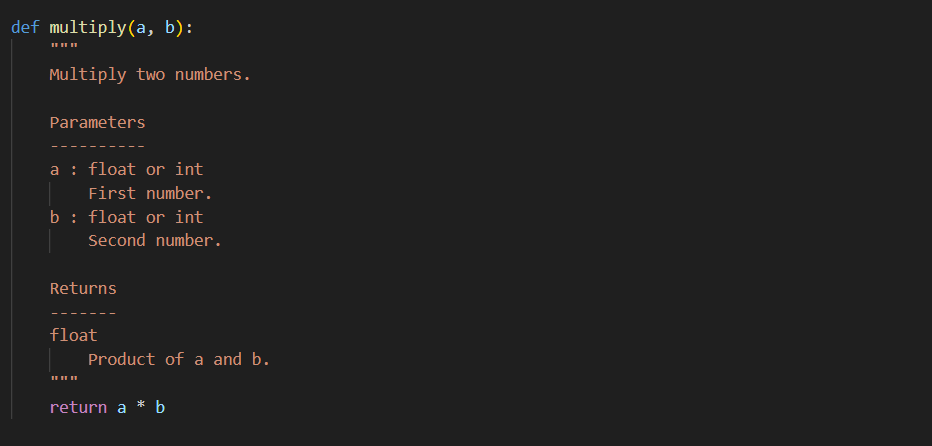 def multiply(a, b):
    """
    Multiply two numbers.

    Parameters
    ----------
    a : float or int
        First number.
    b : float or int
        Second number.

    Returns
    -------
    float
        Product of a and b.
    """
    return a * b